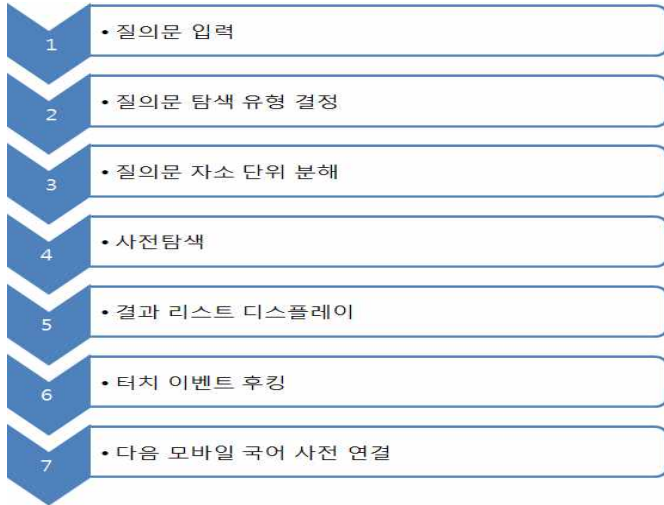 1
• 질의문 입력
2
• 질의문 탐색 유형 결정
3
• 질의문 자소 단위 분해
4
• 사전탐색
5
• 결과 리스트 디스플레이
6
• 터치 이벤트 후킹
7
• 다음 모바일 국어 사전 연결